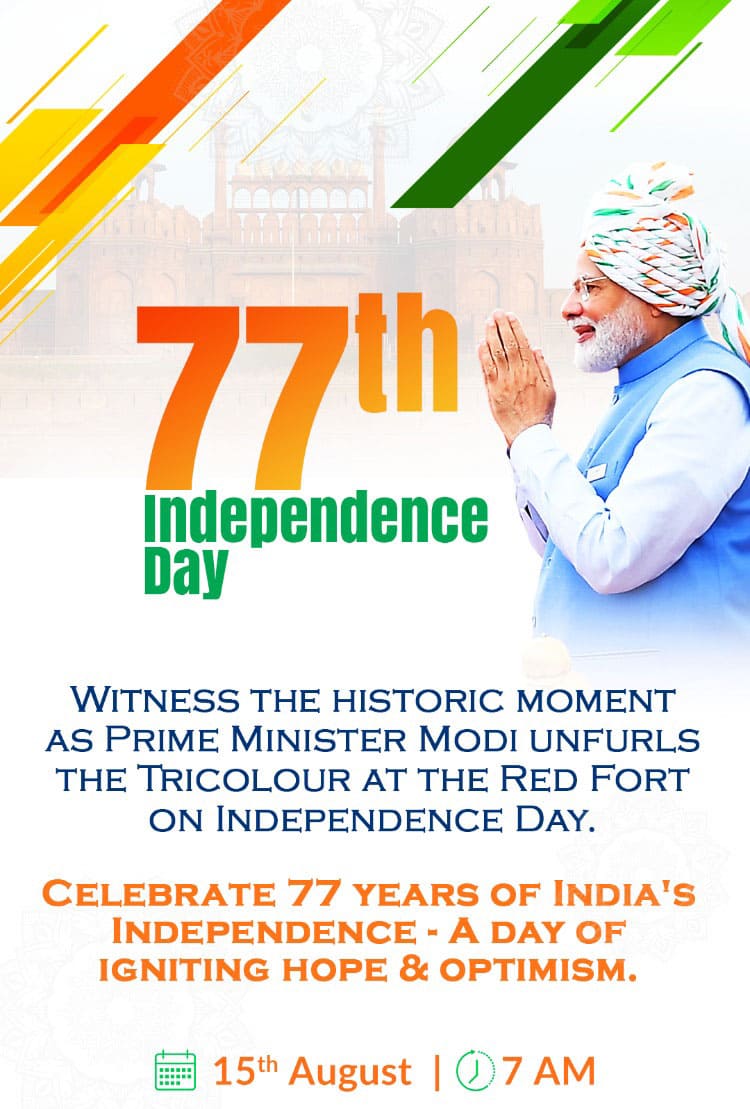 77th
Independence
Day
Witness the historic moment
as Prime Minister Modi unfurls
the Tricolour at the Red Fort
on Independence Day.
Celebrate 77 years of India's
Independence - A day of
igniting hope & optimism.
15th August | 7 AM